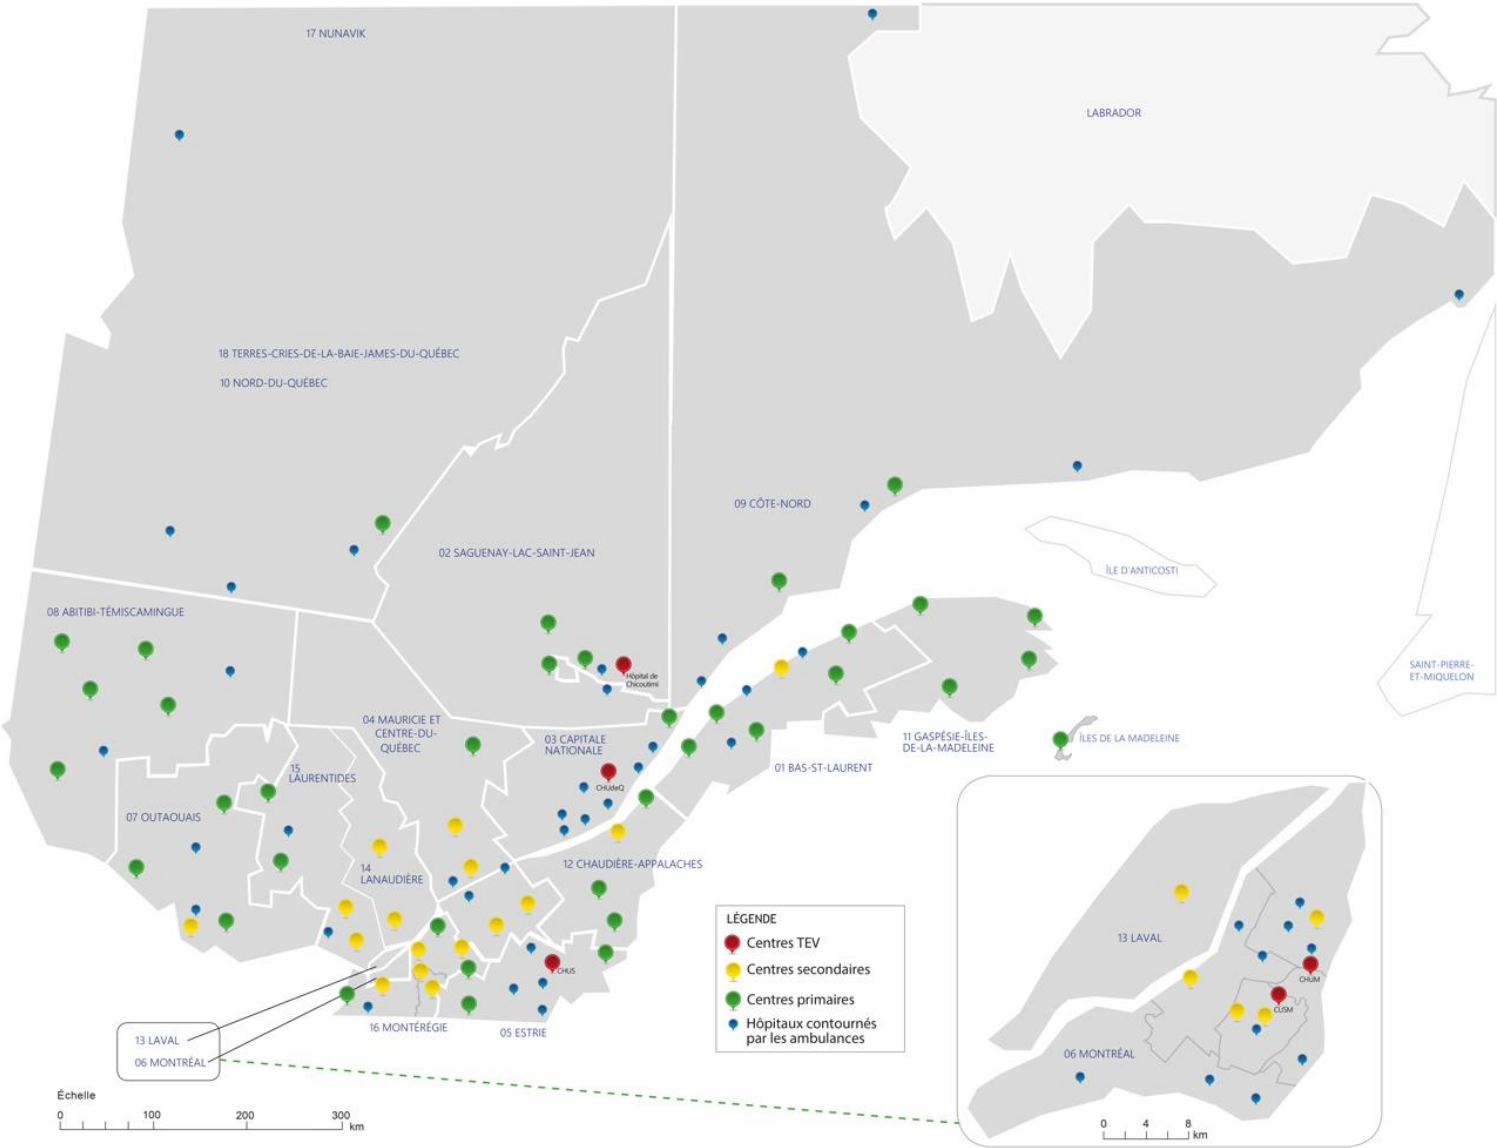 17 NUNAVIK
LABRADOR
18 TERRES-CRIES-DE-LA-BAIE-JAMES-DU-QUÉBEC
10 NORD-DU-QUÉBEC
09 CÔTE-NORD
02 SAGUENAY-LAC-SAINT-JEAN
ÎLE D'ANTICOSTI
08 ABITIBI-TÉMISCAMINGUE
Hôpital de
Chicoutimi
SAINT-PIERRE-
ET-MIQUELON
04 MAURICIE ET
CENTRE-DU-
QUÉBEC
03 CAPITALE
NATIONALE
11 GASPÉSIE-ÎLES-
DE-LA-MADELEINE
ÎLES DE LA MADELEINE
01 BAS-ST-LAURENT
15
LAURENTIDES
CHUdeQ
07 OUTAOUAIS
14
LANAUDIÈRE
12 CHAUDIÈRE-APPALACHES
CHUS
16 MONTÉRÉGIE
05 ESTRIE
13 LAVAL
06 MONTRÉAL
LÉGENDE
Centres TEV
Centres secondaires
Centres primaires
Hôpitaux contournés
par les ambulances
13 LAVAL
CHUM
CUSM
06 MONTRÉAL
0 4 8
km
Échelle
0 100 200 300
km